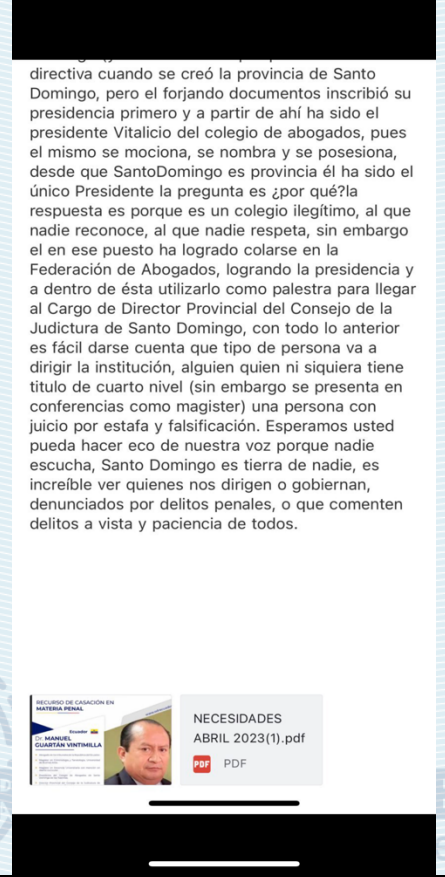 directiva cuando se creó la provincia de Santo
Domingo, pero el forjando documentos inscribió su
presidencia primero y a partir de ahí ha sido el
presidente Vitalicio del colegio de abogados, pues
el mismo se mociona, se nombra y se posesiona,
desde que SantoDomingo es provincia él ha sido el
único Presidente la pregunta es ¿por qué?la
respuesta es porque es un colegio ilegítimo, al que
nadie reconoce, al que nadie respeta, sin embargo
el en ese puesto ha logrado colarse en la
Federación de Abogados, logrando la presidencia y
a dentro de ésta utilizarlo como palestra para llegar
al Cargo de Director Provincial del Consejo de la
Judictura de Santo Domingo, con todo lo anterior
es fácil darse cuenta que tipo de persona va a
dirigir la institución, alguien quien ni siquiera tiene
titulo de cuarto nivel (sin embargo se presenta en
conferencias como magister) una persona con
juicio por estafa y falsificación. Esperamos usted
pueda hacer eco de nuestra voz porque nadie
escucha, Santo Domingo es tierra de nadie, es
increíble ver quienes nos dirigen o gobiernan,
denunciados por delitos penales, o que comenten
delitos a vista y paciencia de todos.
RECURSO DE CASACIÓN EN
MATERIA PENAL
Ecuador
Dr. MANUEL
GUARTÁN VINTIMILLA
NECESIDADES
ABRIL 2023(1).pdf
PDF PDF